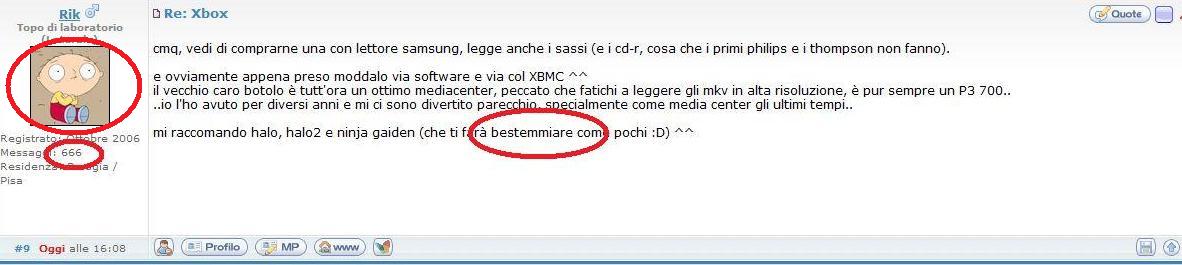 Rik
Topo di laboratorio
Registrato: Ottobre 2006
Messaggi: 666
Residenza: Perugia /
Pisa
Re: Xbox
Quote
cmq, vedi di comprarne una con lettore samsung, legge anche i sassi (e i cd-r, cosa che i primi philips e i thompson non fanno).
e ovviamente appena preso moddalo via software e via col XBMC ^^
il vecchio caro botolo è tutt'ora un ottimo mediacenter, peccato che fatichi a leggere gli mkv in alta risoluzione, è pur sempre un P3 700..
..io l'ho avuto per diversi anni e mi ci sono divertito parecchio, specialmente come media center gli ultimi tempi..
mi raccomando halo, halo2 e ninja gaiden (che ti farà bestemmiare come pochi :D) ^^
#9 Oggi alle 16:08
Profilo
MP
www